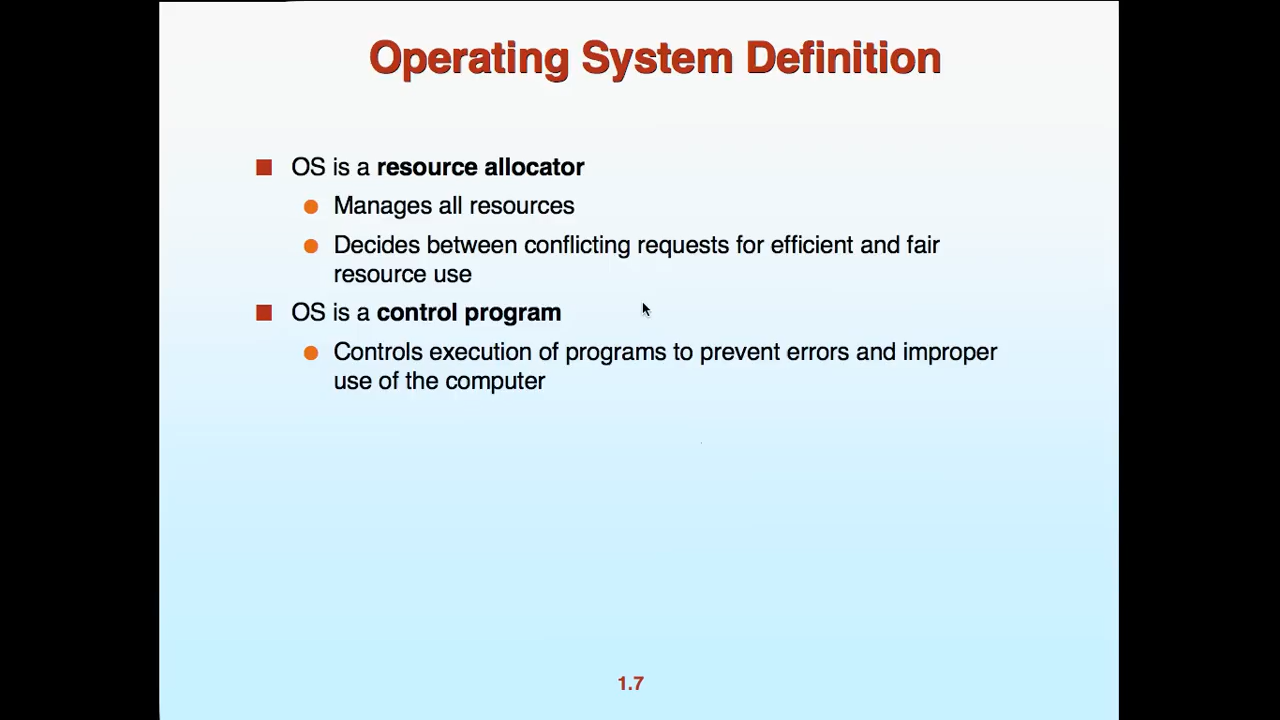 Operating System Definition
OS is a resource allocator
Manages all resources
Decides between conflicting requests for efficient and fair
resource use
OS is a control program
Controls execution of programs to prevent errors and improper
use of the computer
1.7